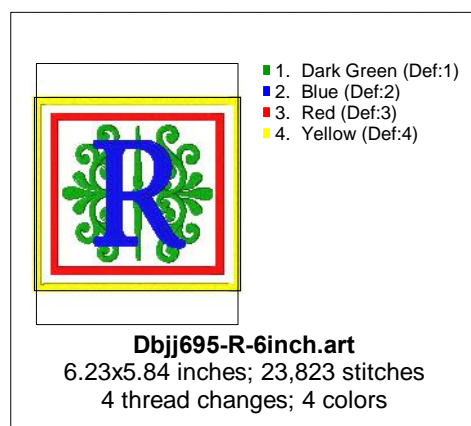 1. Dark Green (Def:1)
2. Blue (Def:2)
3. Red (Def:3)
4. Yellow (Def:4)
R
Dbjj695-R-6inch.art
6.23x5.84 inches; 23,823 stitches
4 thread changes; 4 colors